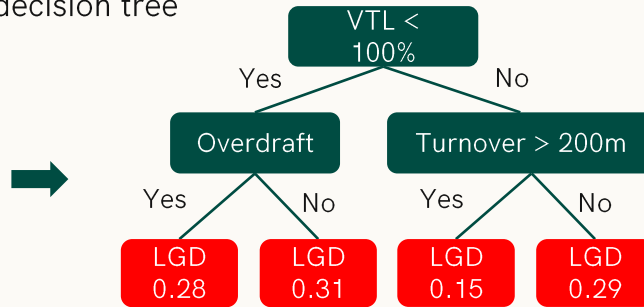 decision tree
VTL <
100%
Yes
No
Overdraft
Turnover > 200m
Yes
No
Yes
No
LGD
0.28
LGD
0.31
LGD
0.15
LGD
0.29